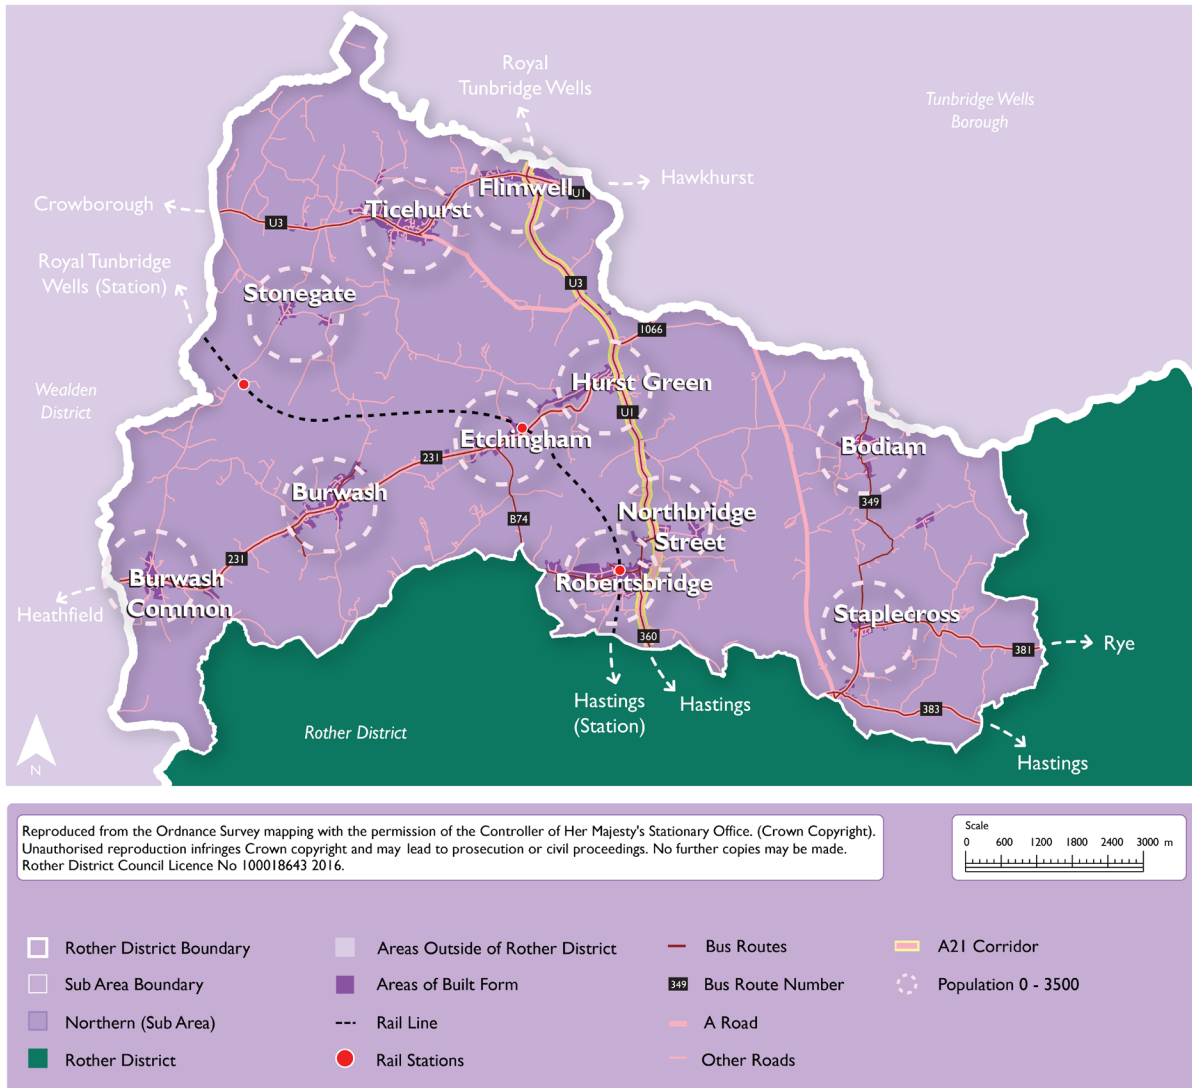 Royal
Tunbridge Wells
Tunbridge Wells
Borough
Hawkhurst
Flimwell
U1
Crowborough
U3
Ticehurst
Royal Tunbridge
Wells (Station)
Stonegate
U3
1066
Wealden
District
Hurst Green
U1
Etchingham
231
Bodiam
Burwash
349
B74
Northbridge
Street
231
Burwash
Common
Robertsbridge
Heathfield
Staplecross
360
381
Rye
Hastings
(Station)
Hastings
383
Rother District
Hastings
N
Reproduced from the Ordnance Survey mapping with the permission of the Controller of Her Majesty's Stationary Office. (Crown Copyright).
Unauthorised reproduction infringes Crown copyright and may lead to prosecution or civil proceedings. No further copies may be made.
Rother District Council Licence No 100018643 2016.
Scale
0 600 1200 1800 2400 3000 m
Rother District Boundary
Sub Area Boundary
Northern (Sub Area)
Rother District
Areas Outside of Rother District
Areas of Built Form
Rail Line
Rail Stations
Bus Routes
349 Bus Route Number
A Road
Other Roads
A21 Corridor
Population 0 - 3500